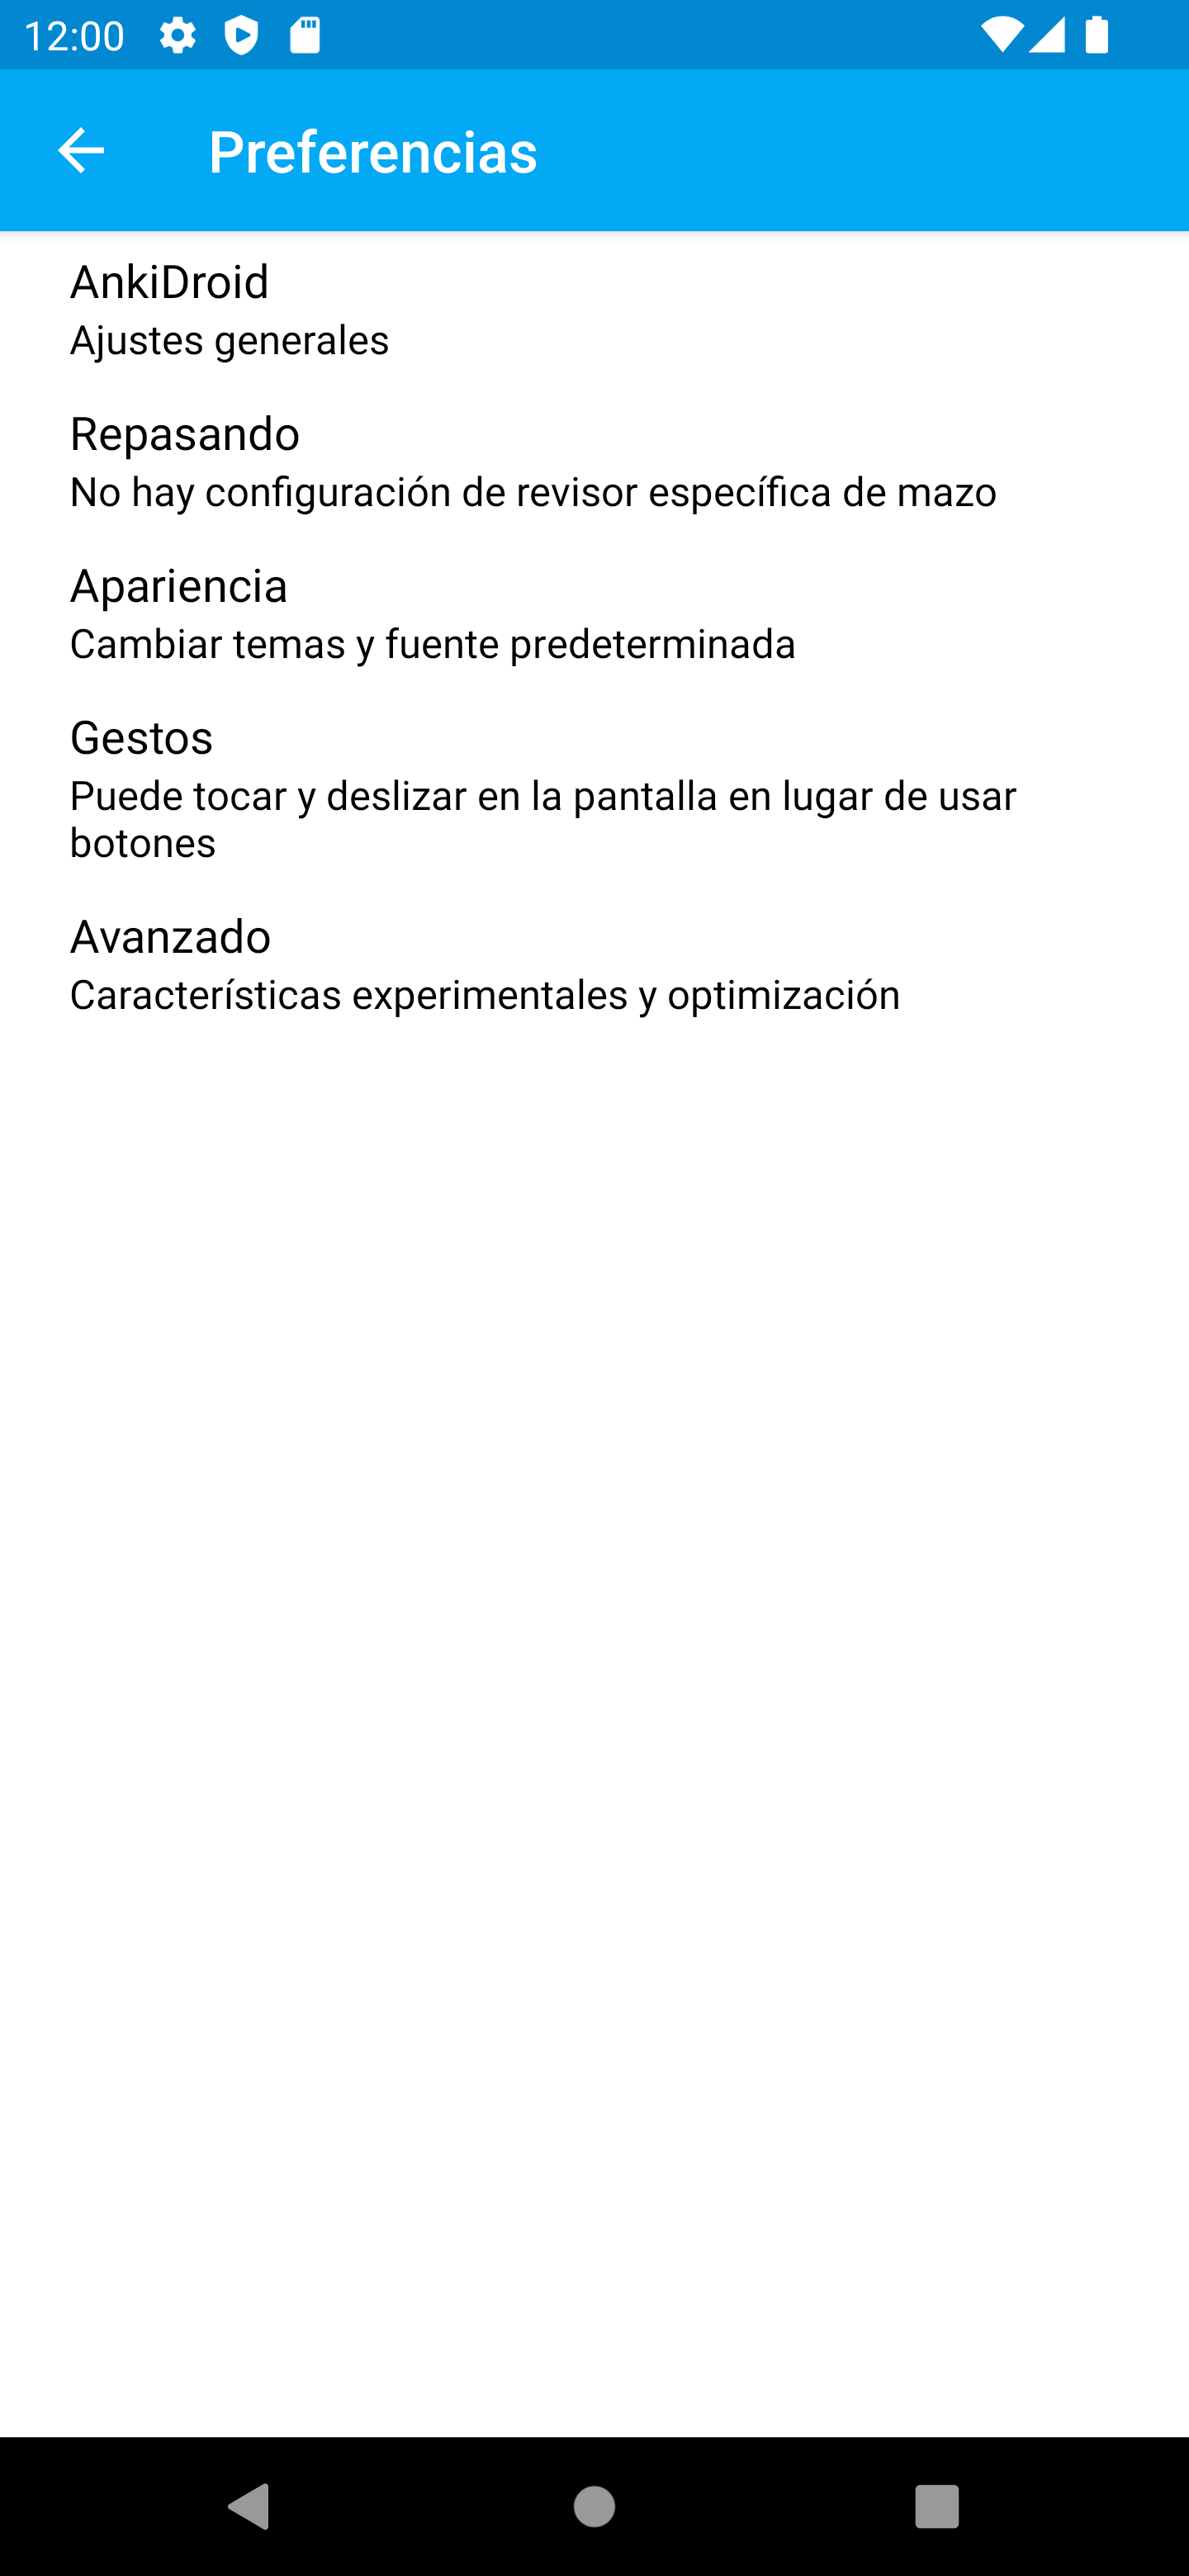 12:00
Preferencias
AnkiDroid
Ajustes generales
Repasando
No hay configuración de revisor específica de mazo
Apariencia
Cambiar temas y fuente predeterminada
Gestos
Puede tocar y deslizar en la pantalla en lugar de usar
botones
Avanzado
Características experimentales y optimización